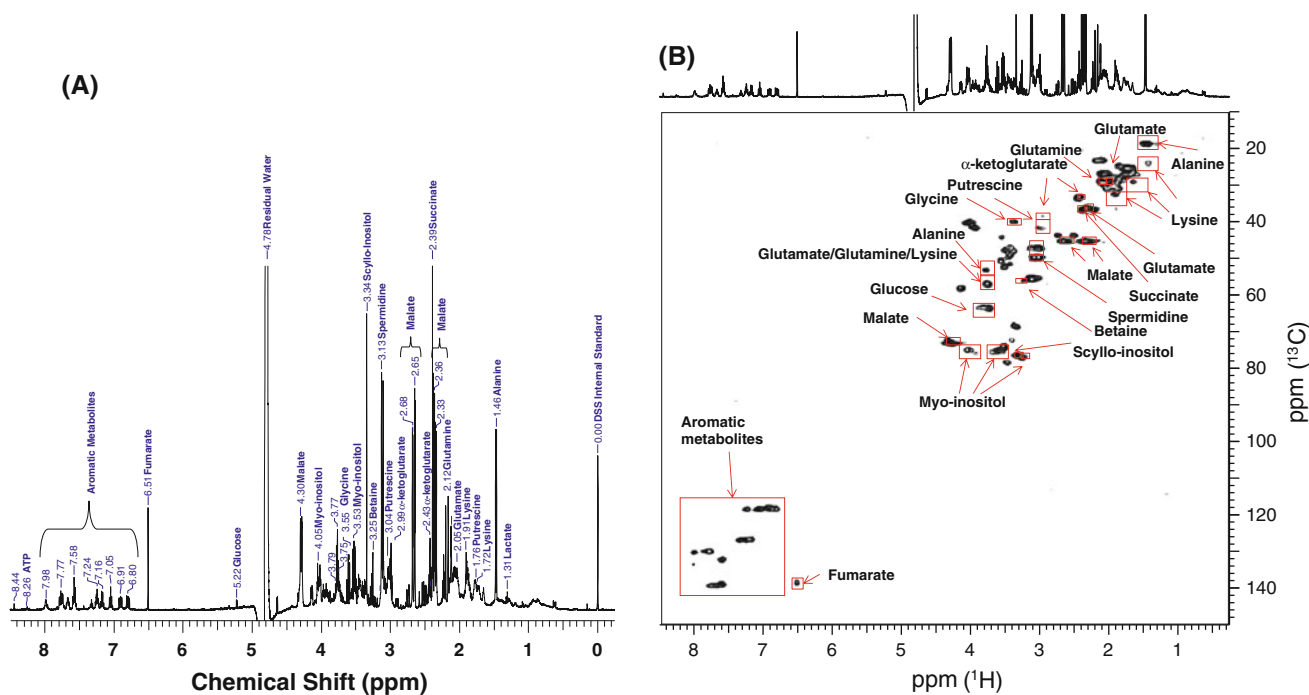 (A)
8.44
8.26 ATP
7.98
7.77
7.58
7.24
7.16
7.05
6.91
6.80
Aromatic Metabolites
6.51 Fumarate
5.22 Glucose
4.78 Residual Water
4.30 Malate
4.05 Myo-inositol
3.79
3.77
3.75
3.55 Glycine
3.53 Myo-inositol
3.34 Scyllo-Inositol
3.25 Betaine
3.13 Spermidine
3.04 Putrescine
2.99 α-ketoglutarate
Malate
2.68
2.65
2.43 α-ketoglutarate
2.39 Succinate
Malate
2.36
2.33
2.12 Glutamine
2.05 Glutamate
1.91 Lysine
1.76 Putrescine
1.72 Lysine
1.46 Alanine
1.31 Lactate
0.00 DSS Internal Standard
8 7 6 5 4 3 2 1 0
Chemical Shift (ppm)
(B)
Glutamate
Glutamine
α-ketoglutarate
Putrescine
Glycine
Alanine
Alanine
Lysine
Glutamate/Glutamine/Lysine
Glucose
Malate
Malate
Glutamate
Succinate
Spermidine
Betaine
Scyllo-inositol
Myo-inositol
Aromatic
metabolites
Fumarate
20
40
60
80
100
120
140
ppm (¹³C)
8 7 6 5 4 3 2 1
ppm (¹H)